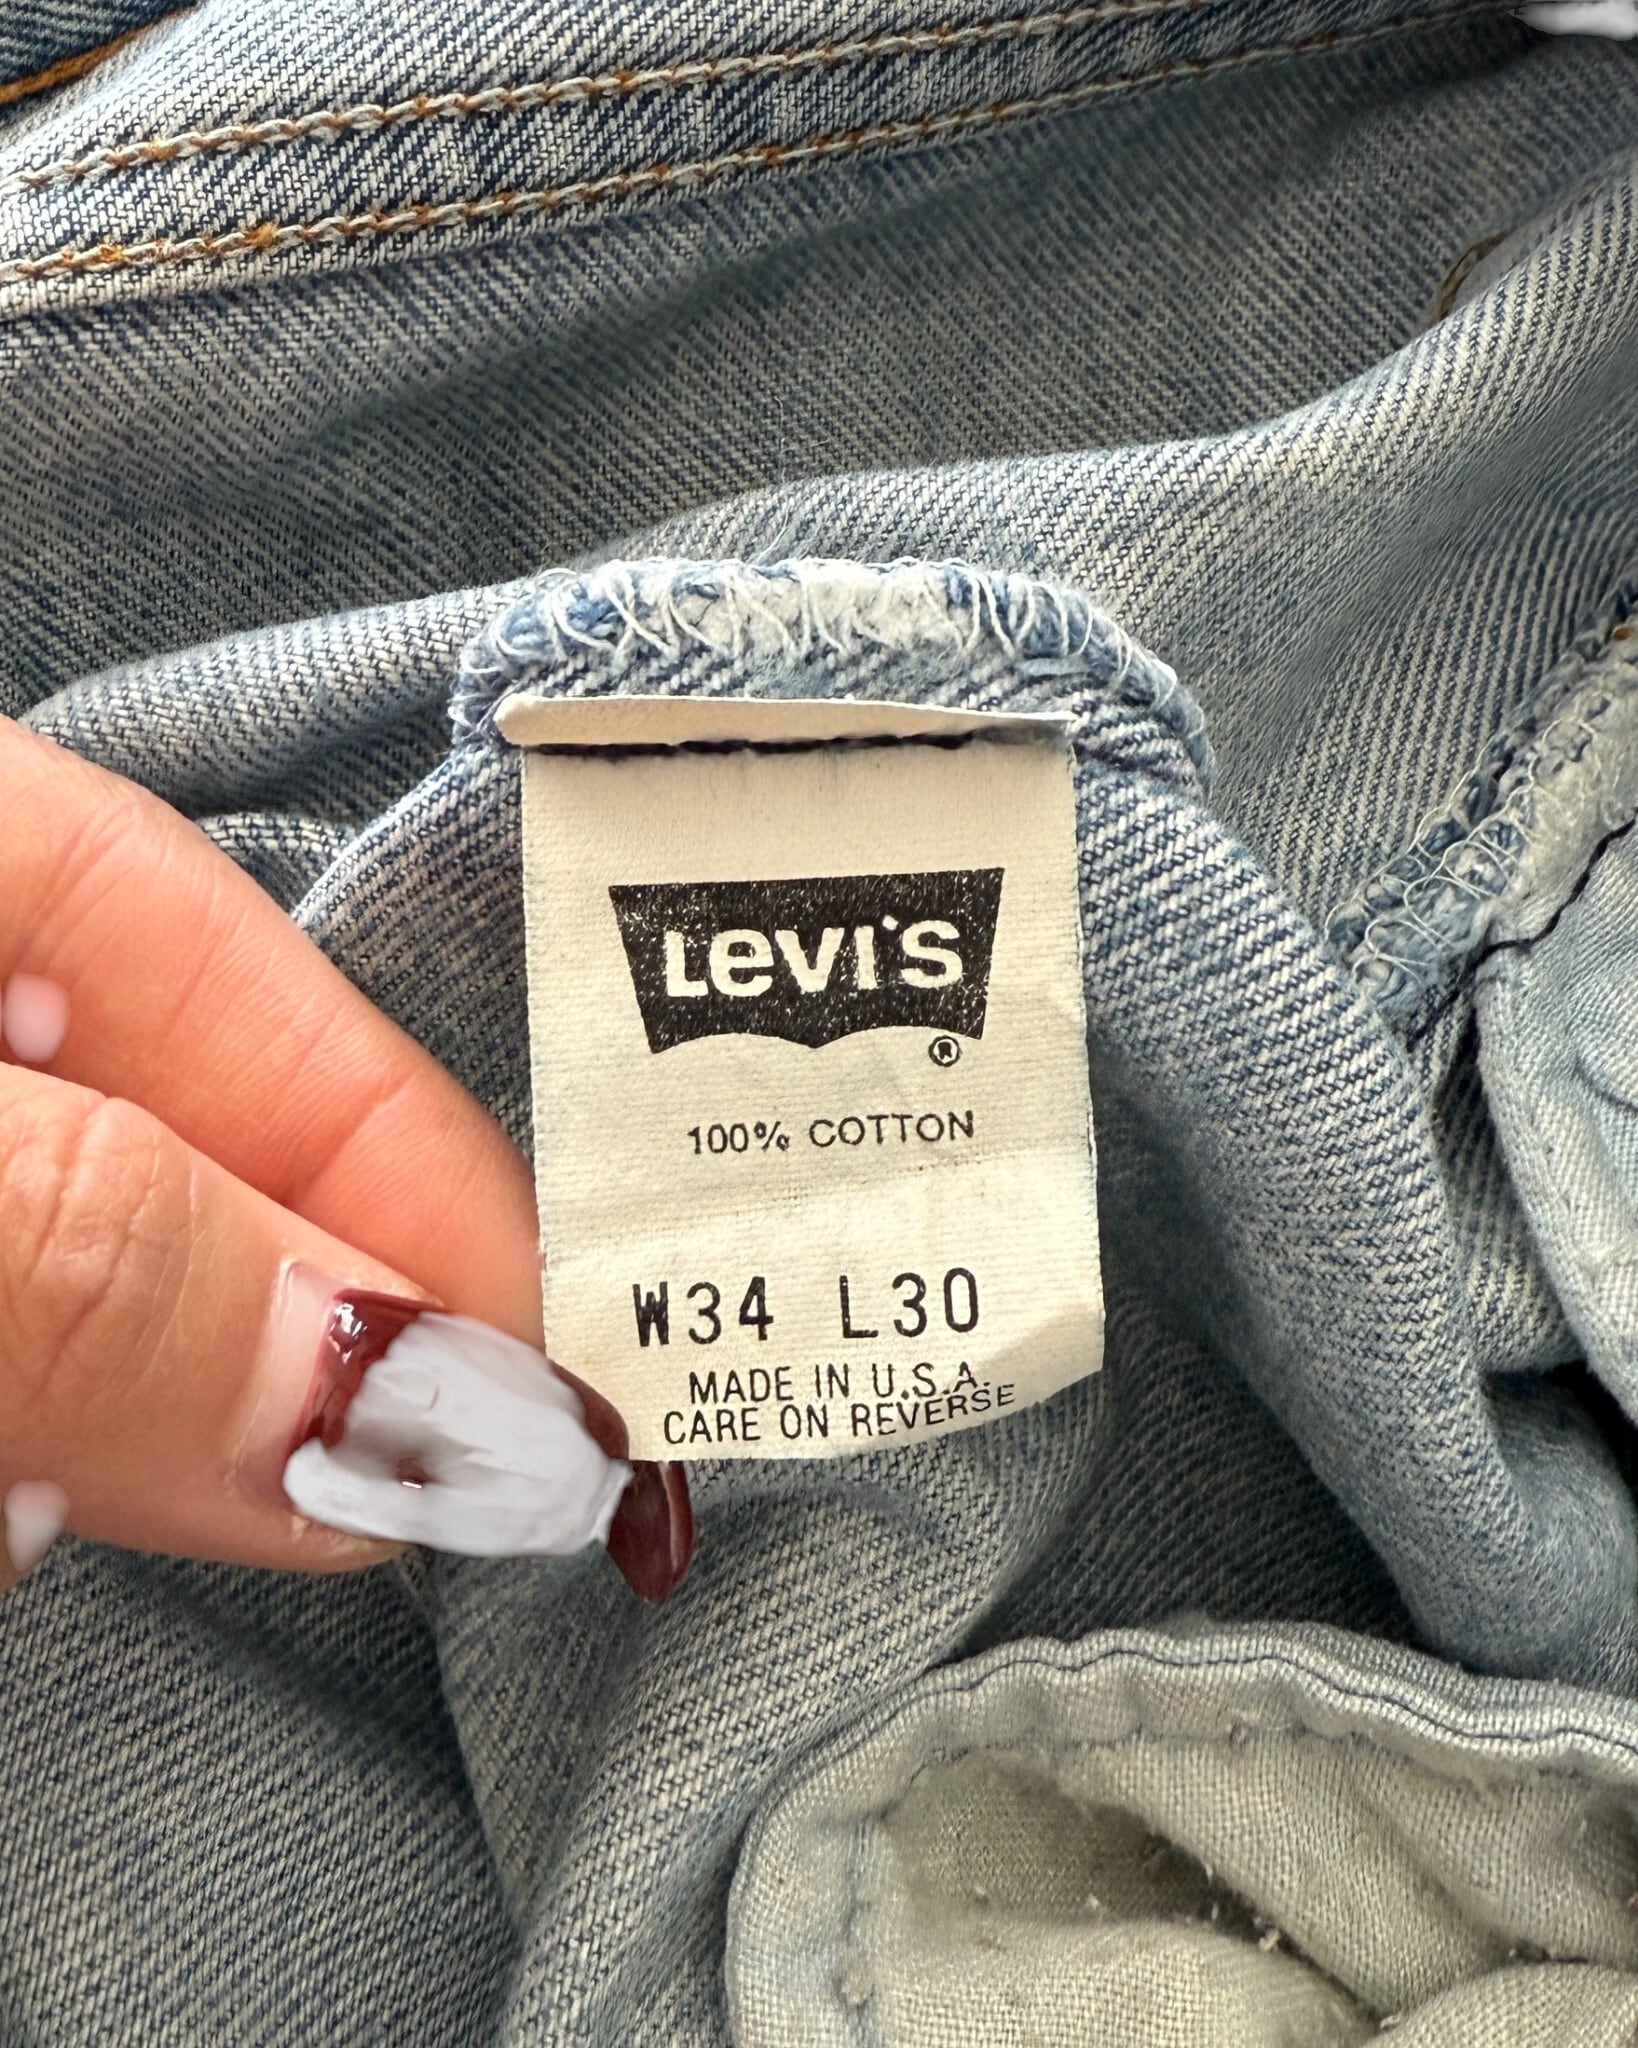 Levi's
®
100% COTTON
W34 L30
MADE IN U.S.A.
CARE ON REVERSE